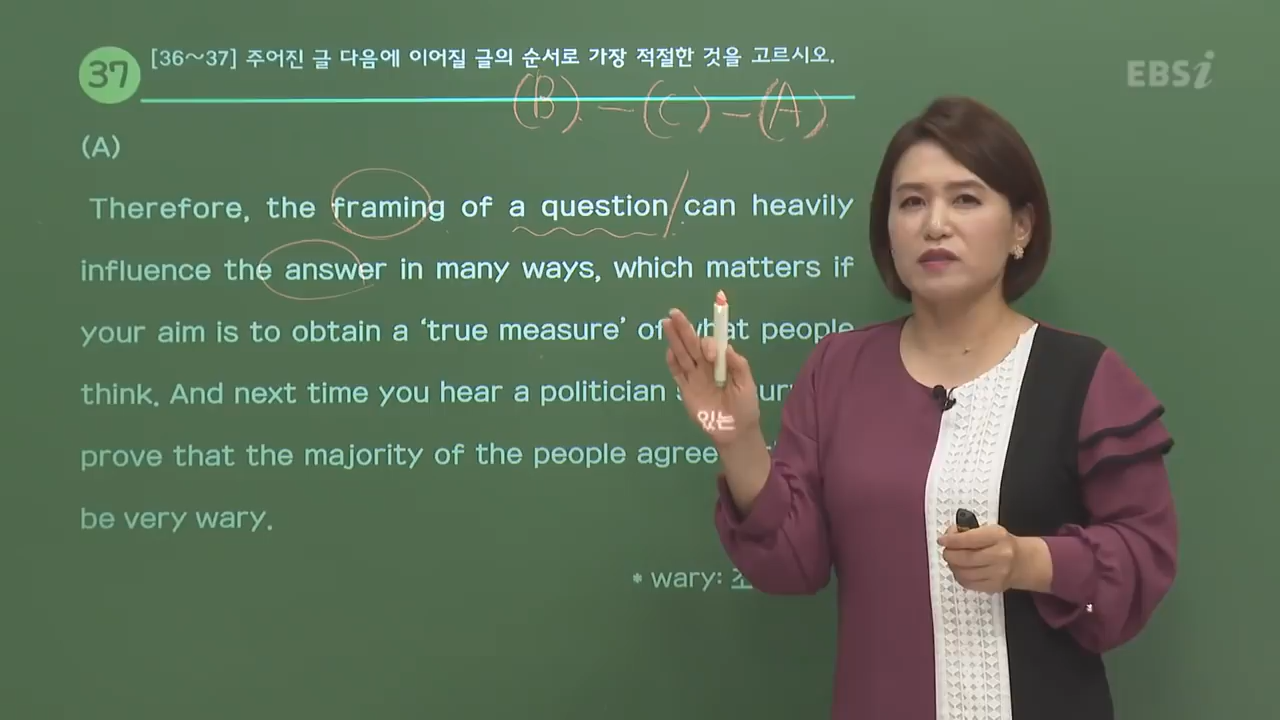 37 [36~37] 주어진 글 다음에 이어질 글의 순서로 가장 적절한 것을 고르시오.
EBSi
(B) - (C) - (A)
(A)
Therefore, the framing of a question / can heavily
influence the answer in many ways, which matters if
your aim is to obtain a ‘true measure’ of what people
think. And next time you hear a politician
prove that the majority of the people agree
있는
be very wary.
* wary: